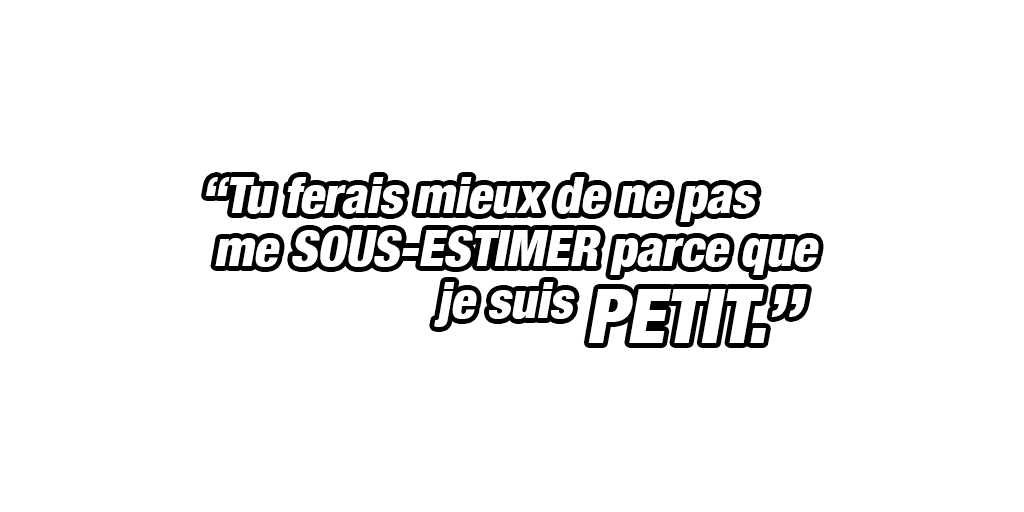 “Tu ferais mieux de ne pas
me SOUS-ESTIMER parce que
je suis PETIT.”